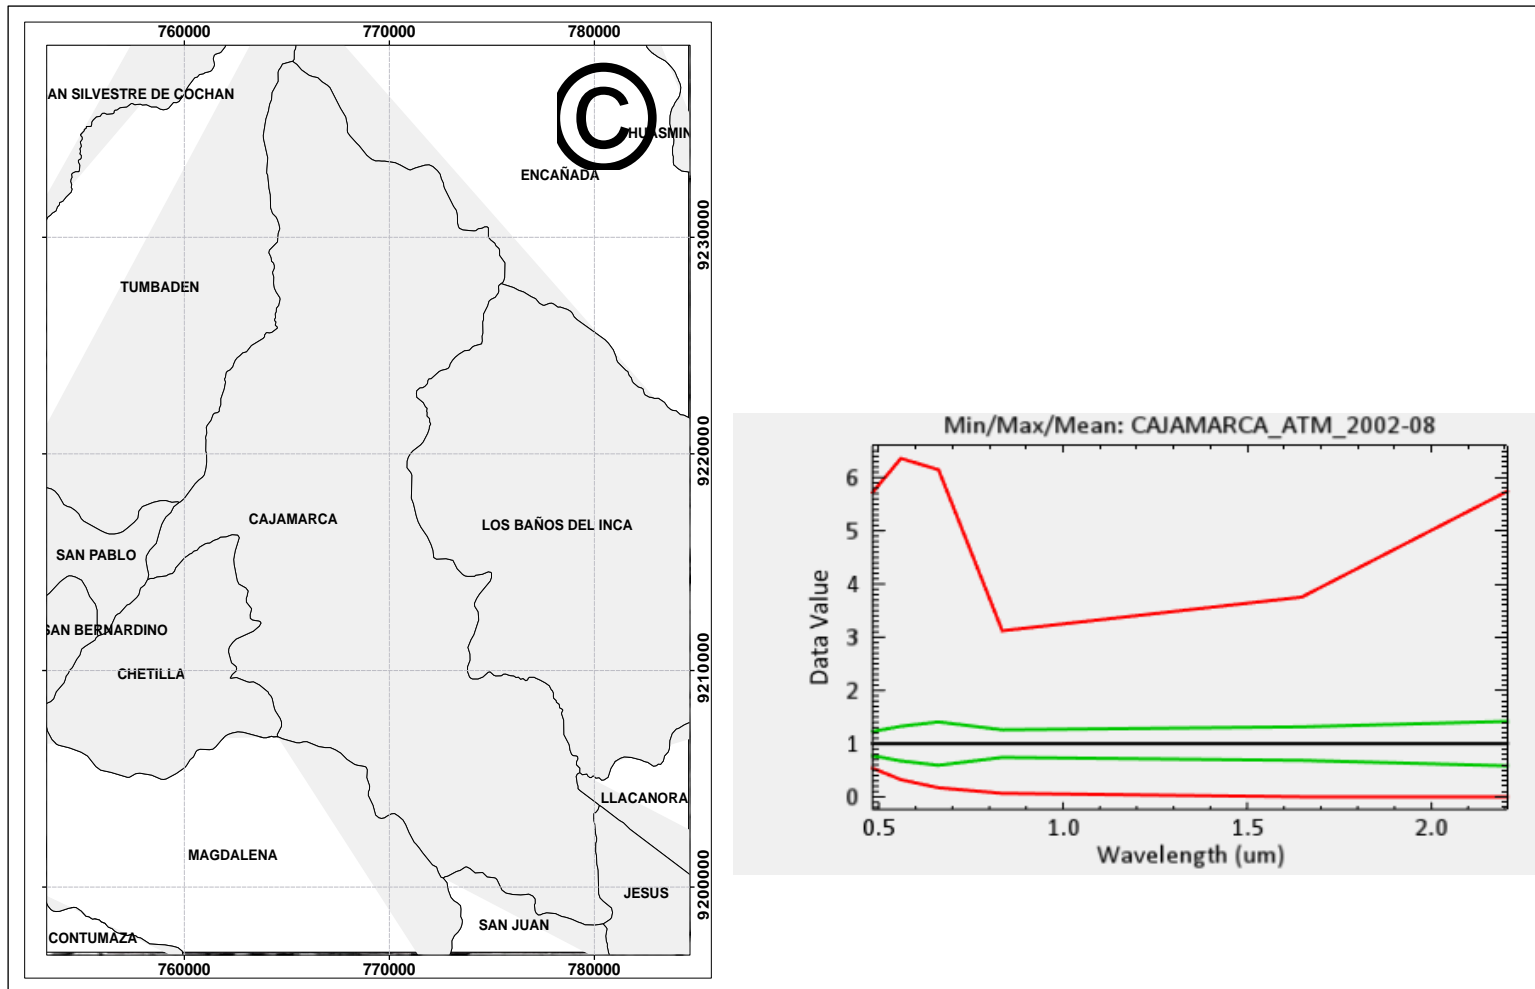 760000 770000 780000
AN SILVESTRE DE COCHAN
©
HUASMIN
ENCAÑADA
9230000
TUMBADEN
9220000
CAJAMARCA
LOS BAÑOS DEL INCA
SAN PABLO
SAN BERNARDINO
CHETILLA
9210000
LLACANORA
MAGDALENA
9200000
JESUS
SAN JUAN
CONTUMAZA
760000 770000 780000
Min/Max/Mean: CAJAMARCA_ATM_2002-08
Data Value
6
5
4
3
2
1
0
0.5 1.0 1.5 2.0
Wavelength (um)